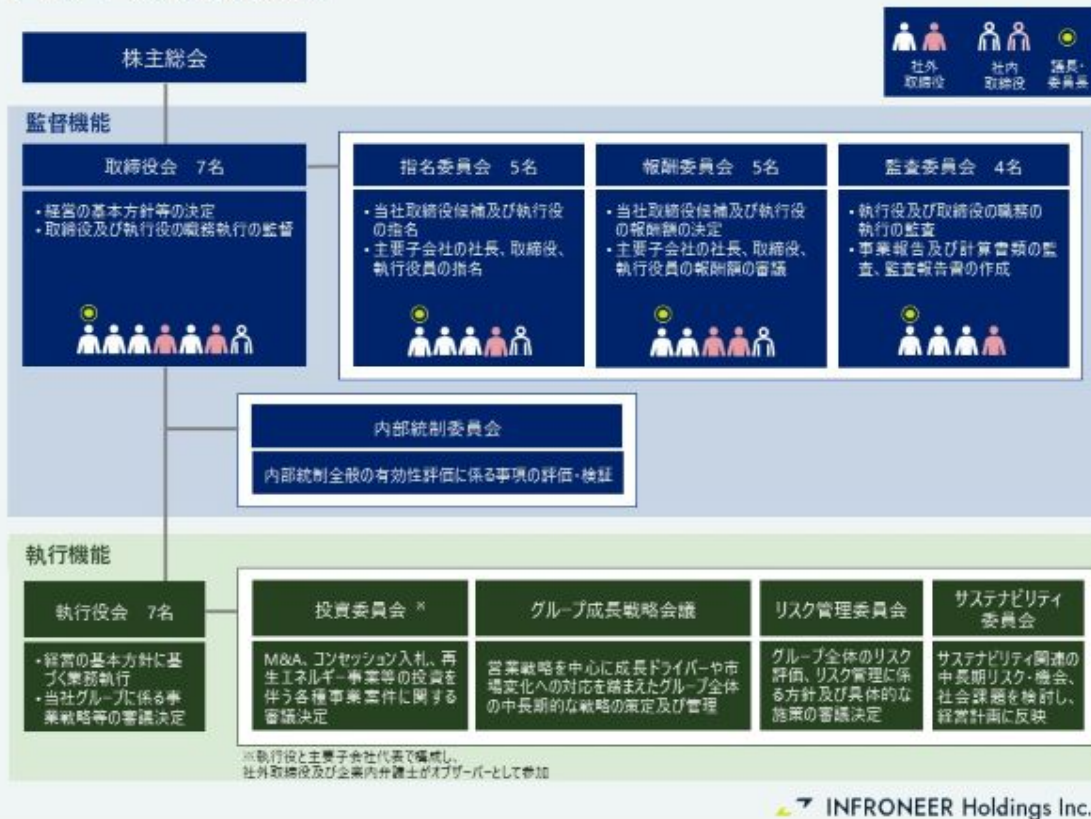 株主総会
社外
取締役
社内
取締役
議長・
委員長
監督機能
取締役会 7名
・経営の基本方針等の決定
・取締役及び執行役の職務執行の監督
指名委員会 5名
・当社取締役候補及び執行役
の指名
・主要子会社の社長、取締役、
執行役員の指名
報酬委員会 5名
・当社取締役候補及び執行役
の報酬額の決定
・主要子会社の社長、取締役、
執行役員の報酬額の審議
監査委員会 4名
・執行役及び取締役の職務の
執行の監査
・事業報告及び計算書類の監
査、監査報告書の作成
内部統制委員会
内部統制全般の有効性評価に係る事項の評価・検証
執行機能
執行役会 7名
・経営の基本方針に基
づく業務執行
・当社グループに係る事
業戦略等の審議決定
投資委員会 ※
M&A、コンセッション入札、再
生エネルギー事業等の投資を
伴う各種事業案件に関する
審議決定
グループ成長戦略会議
営業戦略を中心に成長ドライバーや市
場変化への対応を踏まえたグループ全体
の中長期的な戦略の策定及び管理
リスク管理委員会
グループ全体のリスク
評価、リスク管理に係
る方針及び具体的な
施策の審議決定
サステナビリティ
委員会
サステナビリティ関連の
中長期リスク・機会、
社会課題を検討し、
経営計画に反映
※執行役と主要子会社代表で構成し、
社外取締役及び企業内弁護士がオブザーバーとして参加
INFRONEER Holdings Inc.